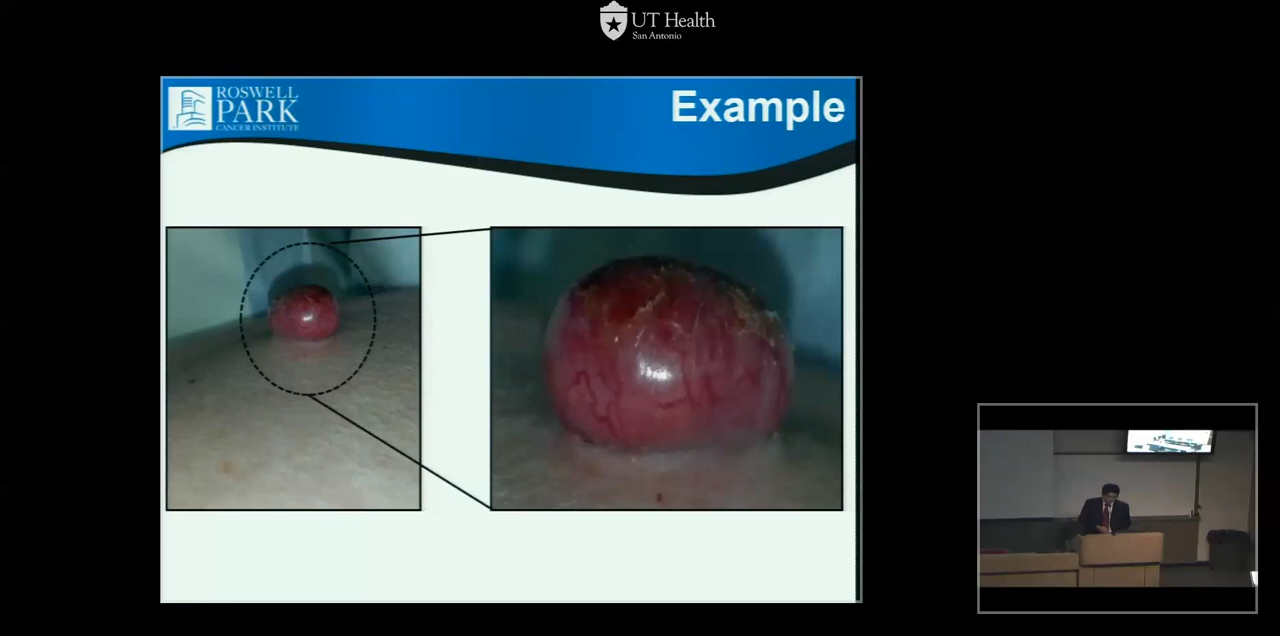 UT Health
San Antonio
ROSWELL
PARK
CANCER INSTITUTE
Example